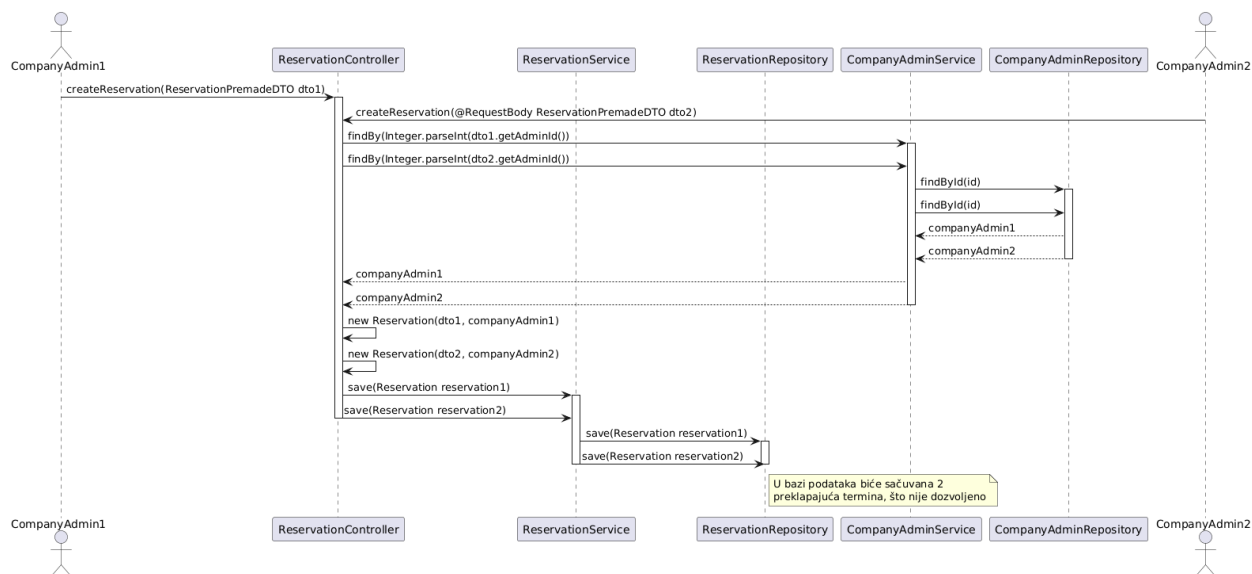 CompanyAdmin1
ReservationController
ReservationService
ReservationRepository
CompanyAdminService
CompanyAdminRepository
CompanyAdmin2
createReservation(ReservationPremadeDTO dto1)
createReservation(@RequestBody ReservationPremadeDTO dto2)
findBy(Integer.parseInt(dto1.getAdminId())
findBy(Integer.parseInt(dto2.getAdminId())
findById(id)
findById(id)
companyAdmin1
companyAdmin2
companyAdmin1
companyAdmin2
new Reservation(dto1, companyAdmin1)
new Reservation(dto2, companyAdmin2)
save(Reservation reservation1)
save(Reservation reservation2)
save(Reservation reservation1)
save(Reservation reservation2)
U bazi podataka biće sačuvana 2
preklapajuća termina, što nije dozvoljeno
CompanyAdmin1
ReservationController
ReservationService
ReservationRepository
CompanyAdminService
CompanyAdminRepository
CompanyAdmin2